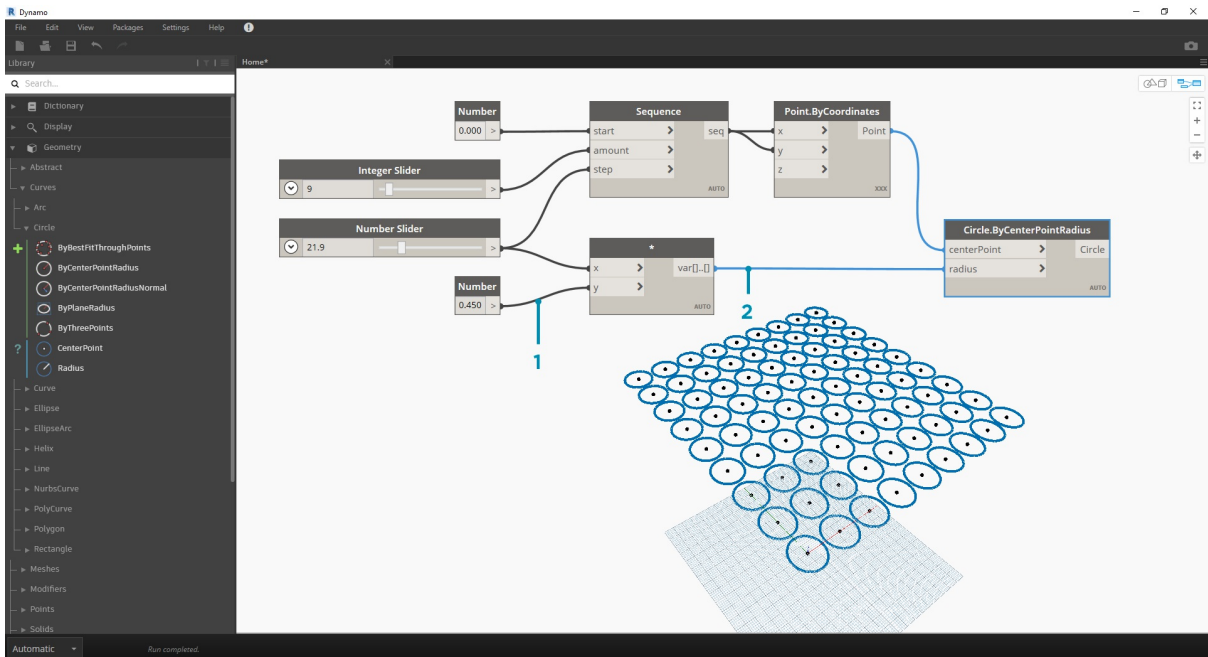 Dynamo
File Edit View Packages Settings Help
Library
Home*
Search...
Dictionary
Display
Geometry
Abstract
Curves
Arc
Circle
ByBestFitThroughPoints
ByCenterPointRadius
ByCenterPointRadiusNormal
ByPlaneRadius
ByThreePoints
? CenterPoint
Radius
Curve
Ellipse
EllipseArc
Helix
Line
NurbsCurve
PolyCurve
Polygon
Rectangle
Meshes
Modifiers
Points
Solids
Automatic
Run completed.
Number
0.000 >
Integer Slider
9 >
Number Slider
21.9 >
Number
0.450 >
Sequence
start > seq
amount >
step >
AUTO
*
x > var[]..[]
y >
AUTO
Point.ByCoordinates
x > Point
y >
z >
XXX
Circle.ByCenterPointRadius
centerPoint > Circle
radius >
AUTO
1
2